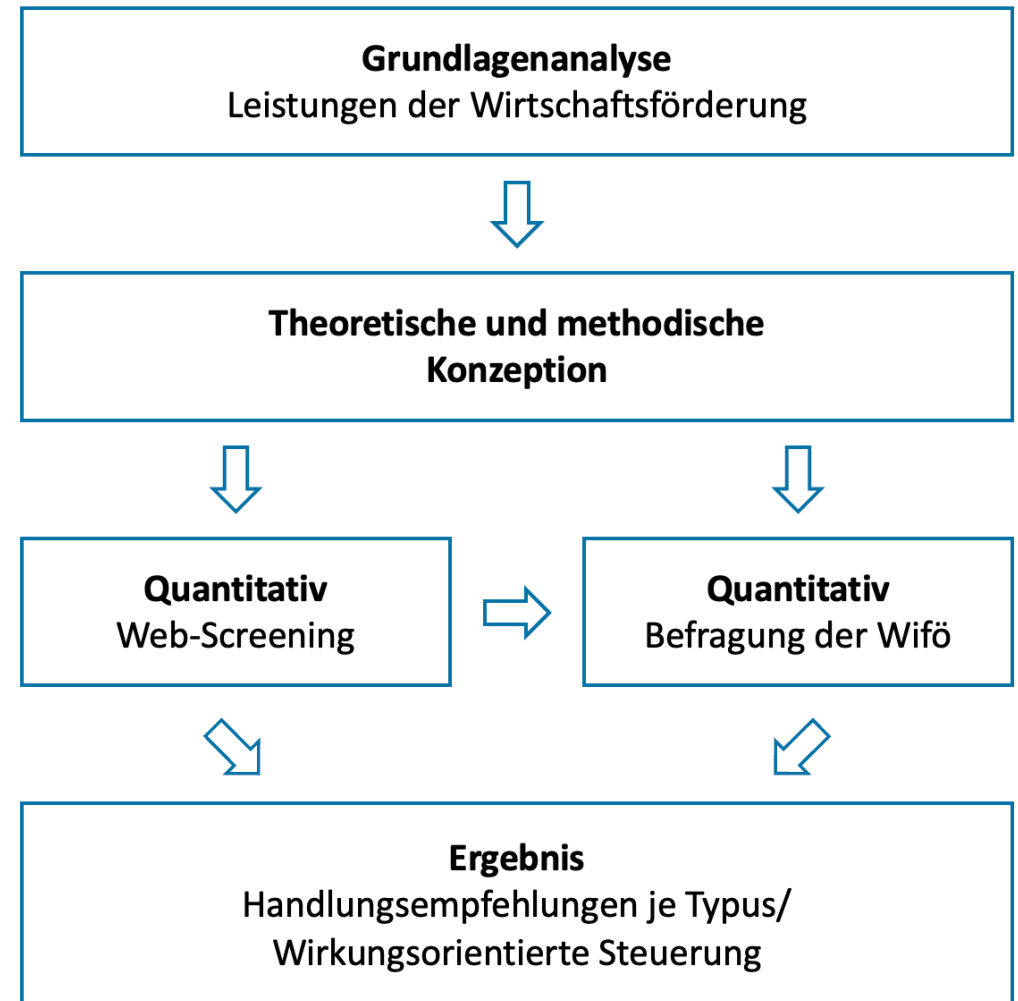 Grundlagenanalyse
Leistungen der Wirtschaftsförderung
Theoretische und methodische
Konzeption
Quantitativ
Web-Screening
Quantitativ
Befragung der Wifö
Ergebnis
Handlungsempfehlungen je Typus/
Wirkungsorientierte Steuerung